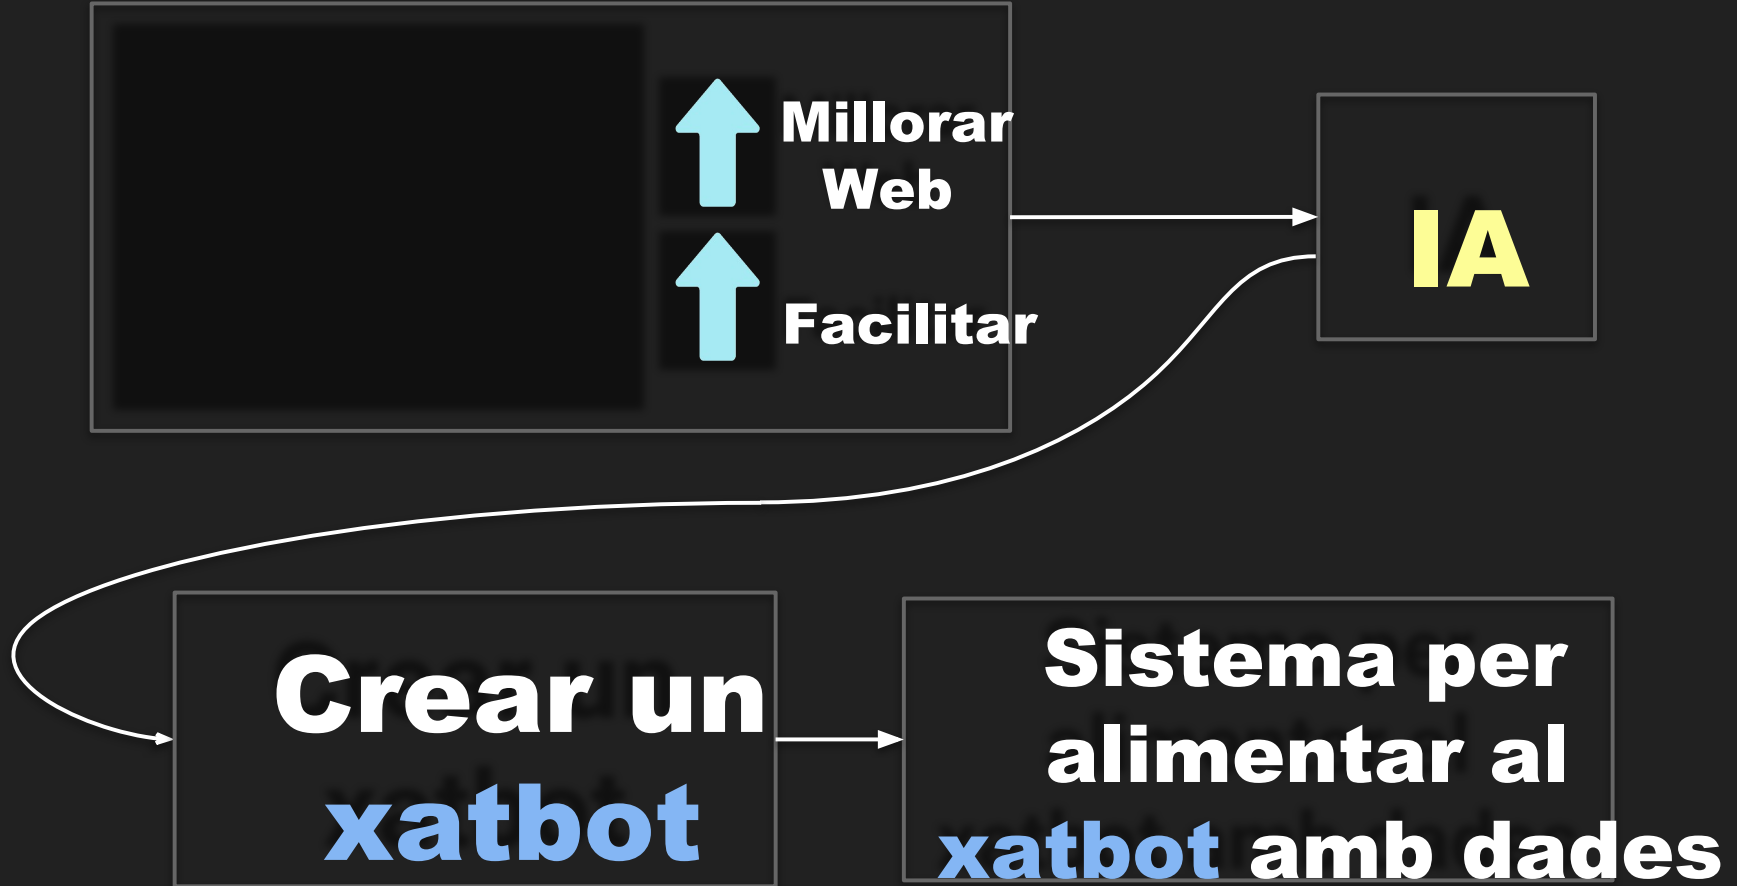 Millorar
Web
Facilitar
IA
Crear un
xatbot
Sistema per
alimentar al
xatbot amb dades